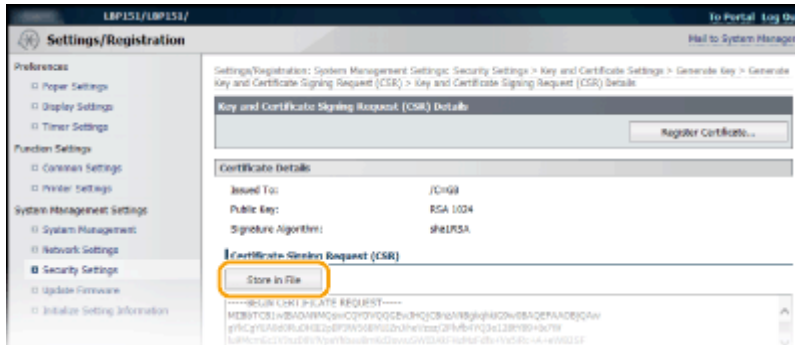 LBP151/LBP151/
To Portal Log Ou
Settings/Registration
Mail to System Manager
Preferences
Paper Settings
Display Settings
Timer Settings
Function Settings
Common Settings
Printer Settings
System Management Settings
System Management
Network Settings
Security Settings
Update Firmware
Initialize Setting Information
Settings/Registration: System Management Settings: Security Settings > Key and Certificate Settings > Generate Key > Generate
Key and Certificate Signing Request (CSR) > Key and Certificate Signing Request (CSR) Details
Key and Certificate Signing Request (CSR) Details
Register Certificate...
Certificate Details
Issued To: /C=GB
Public Key: RSA 1024
Signature Algorithm: sha1RSA
Certificate Signing Request (CSR)
Store in File
-----BEGIN CERTIFICATE REQUEST-----